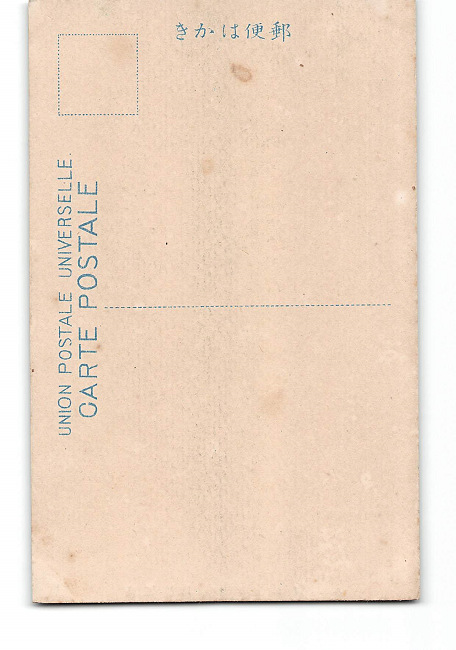 郵便はかき
UNION POSTALE UNIVERSELLE.
CARTE POSTALE